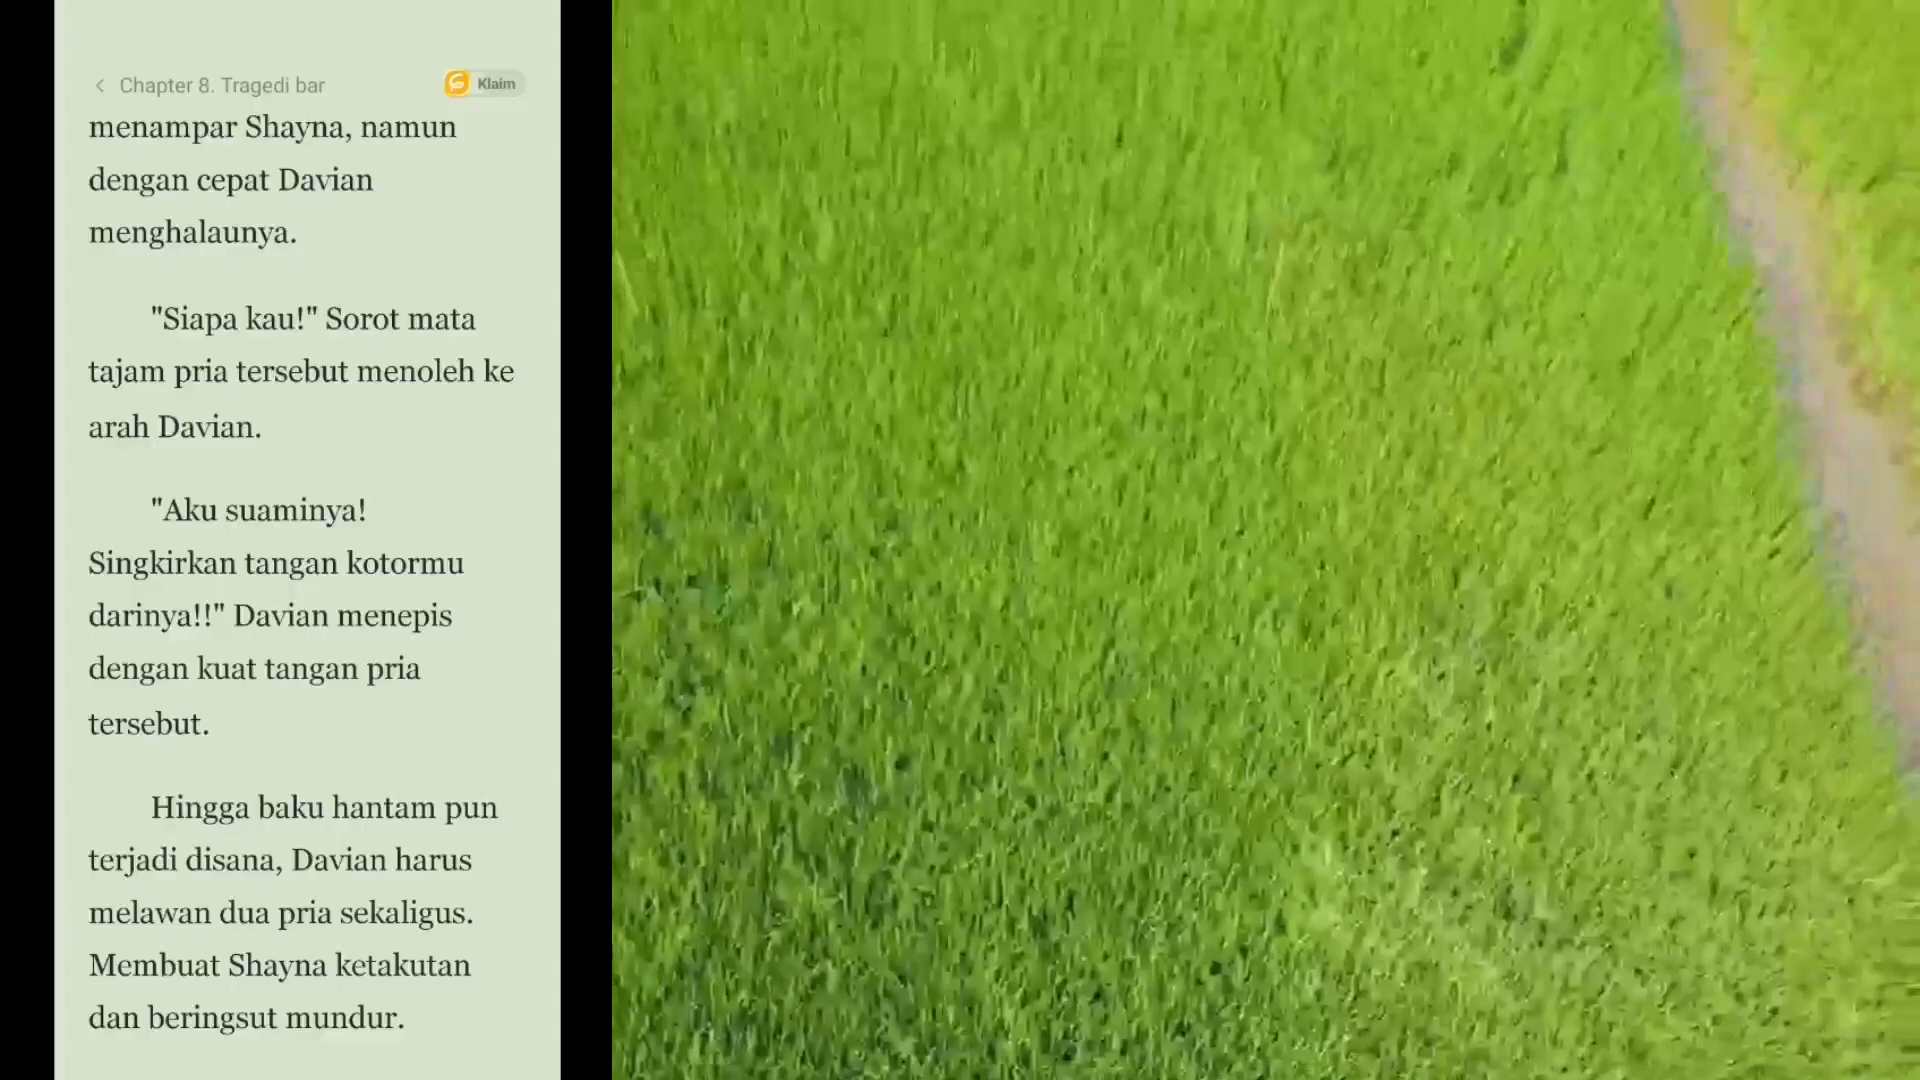 Chapter 8. Tragedi bar
Klaim
menampar Shayna, namun
dengan cepat Davian
menghalaunya.
"Siapa kau!" Sorot mata
tajam pria tersebut menoleh ke
arah Davian.
"Aku suaminya!
Singkirkan tangan kotormu
darinya!!" Davian menepis
dengan kuat tangan pria
tersebut.
Hingga baku hantam pun
terjadi disana, Davian harus
melawan dua pria sekaligus.
Membuat Shayna ketakutan
dan beringsut mundur.